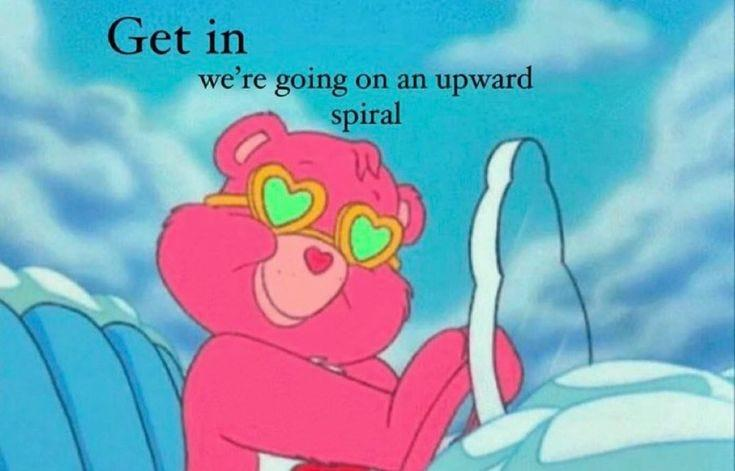 Get in
we’re going on an upward
spiral